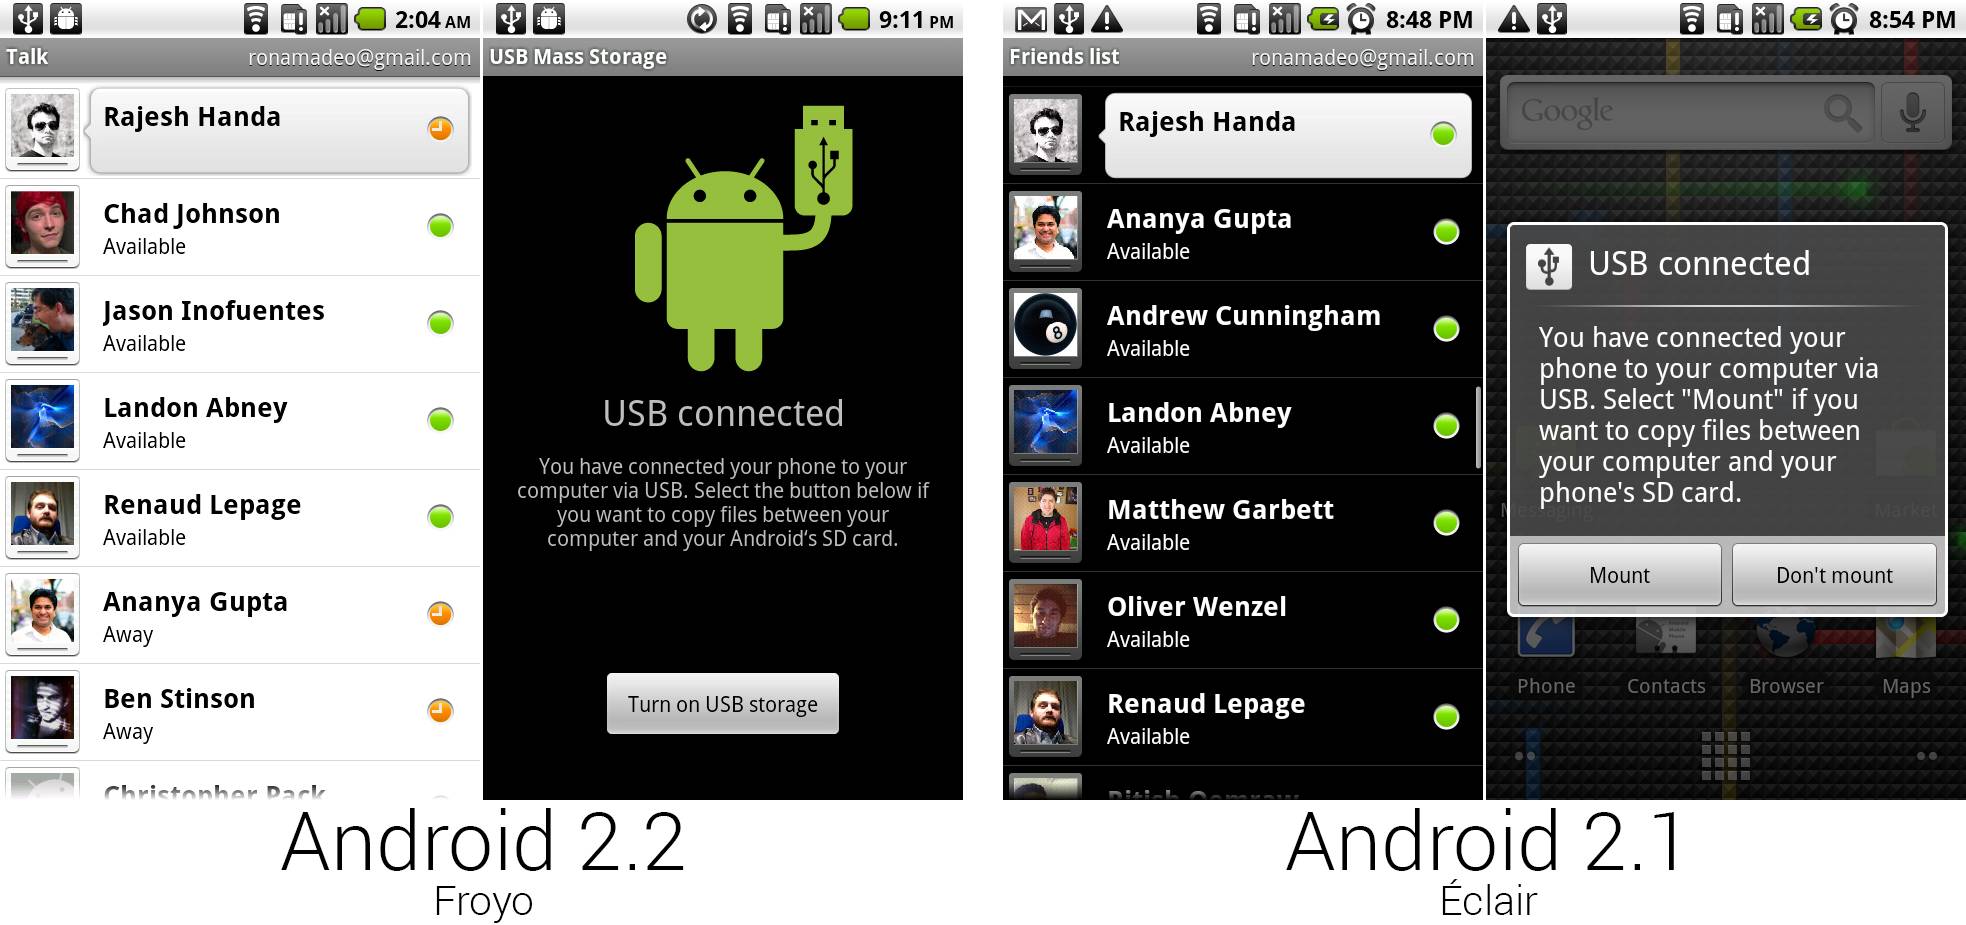 2:04 AM
Talk
ronamadeo@gmail.com
Rajesh Handa
Chad Johnson
Available
Jason Inofuentes
Available
Landon Abney
Available
Renaud Lepage
Available
Ananya Gupta
Away
Ben Stinson
Away
Christopher Pack
9:11 PM
USB Mass Storage
USB connected
You have connected your phone to your
computer via USB. Select the button below if
you want to copy files between your
computer and your Android's SD card.
Turn on USB storage
Android 2.2
Froyo
8:48 PM
Friends list
ronamadeo@gmail.com
Rajesh Handa
Ananya Gupta
Available
Andrew Cunningham
Available
8
Landon Abney
Available
Matthew Garbett
Available
Oliver Wenzel
Available
Renaud Lepage
Available
8:54 PM
Google
USB connected
You have connected your
phone to your computer via
USB. Select "Mount" if you
want to copy files between
your computer and your
phone's SD card.
Messaging
Market
Mount
Don't mount
Phone
Contacts
Browser
Maps
Android 2.1
Éclair